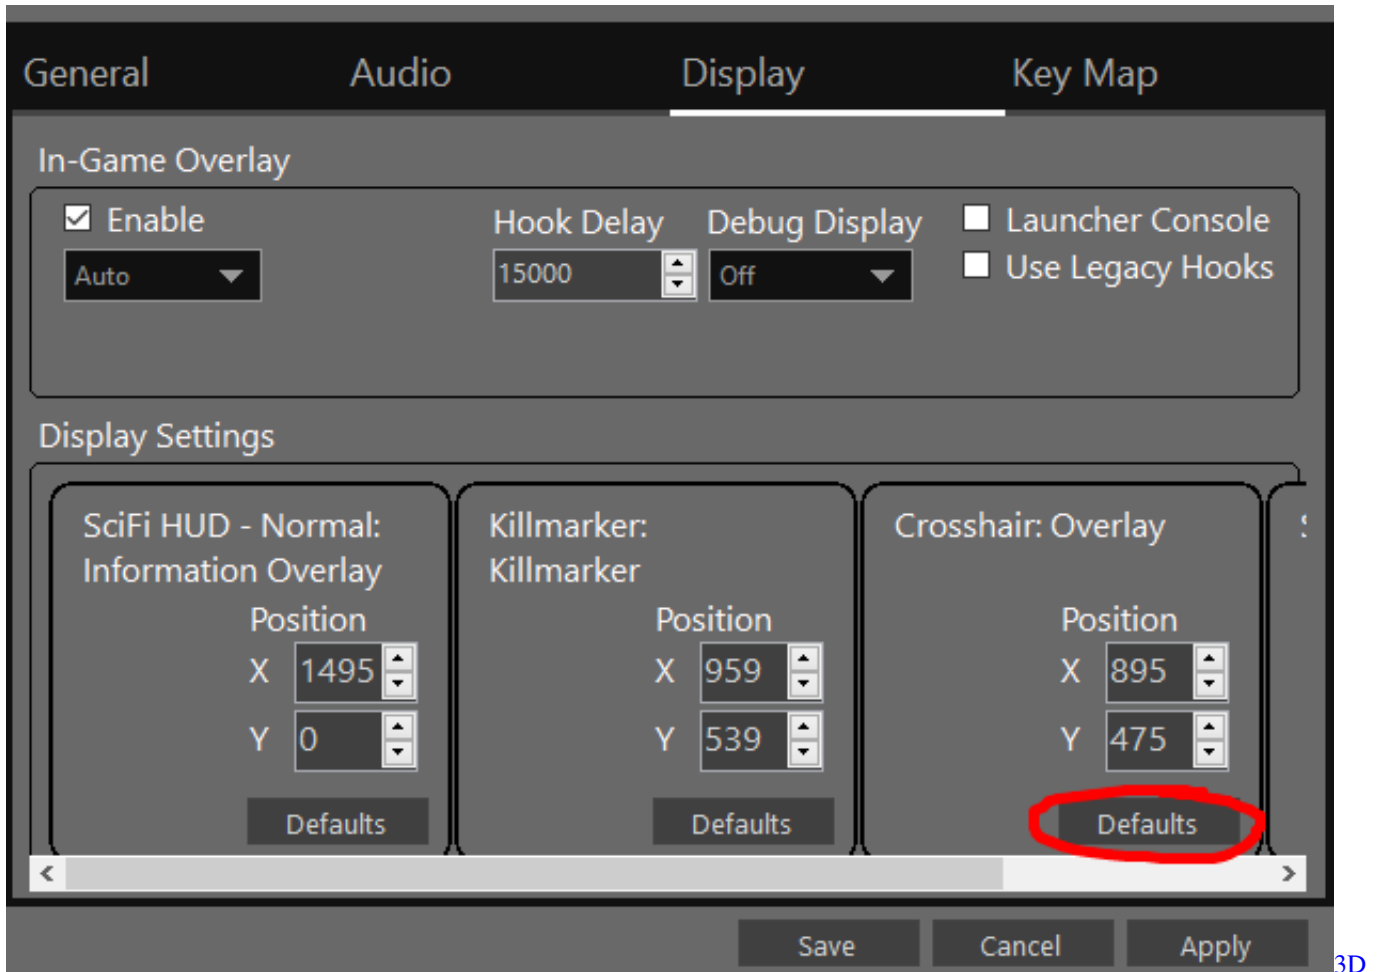 General Audio Display Key Map
In-Game Overlay
Enable Hook Delay Debug Display Launcher Console
Auto 15000 Off Use Legacy Hooks
Display Settings
SciFi HUD - Normal: Killmarker: Crosshair: Overlay
Information Overlay Killmarker
Position Position Position
X 1495 X 959 X 895
Y 0 Y 539 Y 475
Defaults Defaults Defaults
Save Cancel Apply
3D